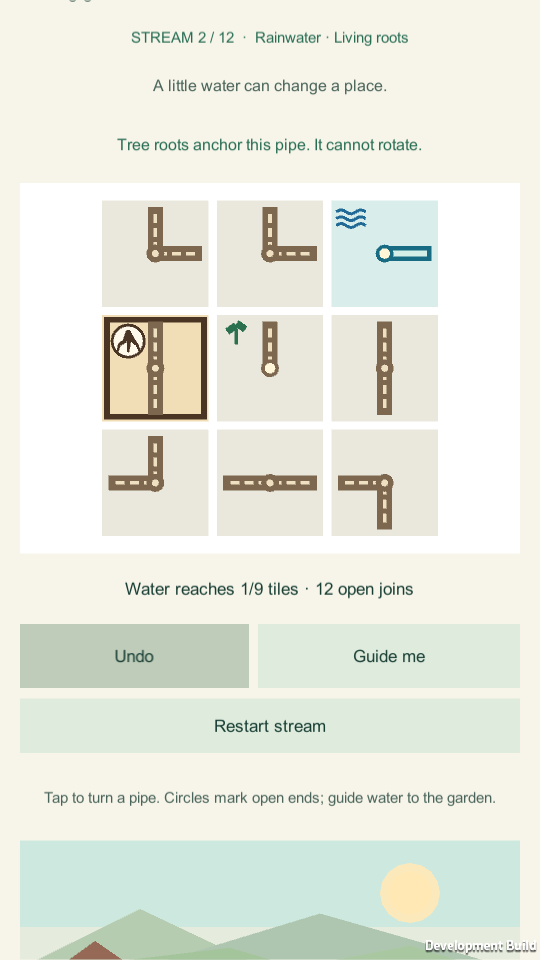 STREAM 2 / 12 · Rainwater · Living roots
A little water can change a place.
Tree roots anchor this pipe. It cannot rotate.
Water reaches 1/9 tiles · 12 open joins
Undo
Guide me
Restart stream
Tap to turn a pipe. Circles mark open ends; guide water to the garden.
Development Build